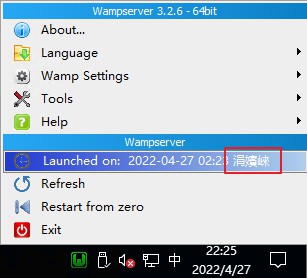 Wampserver 3.2.6 - 64bit
About...
Language
Wamp Settings
Tools
Help
Wampserver
Launched on: 2022-04-27 02:23 涓嬪崍
Refresh
Restart from zero
Exit
中
22:25
2022/4/27